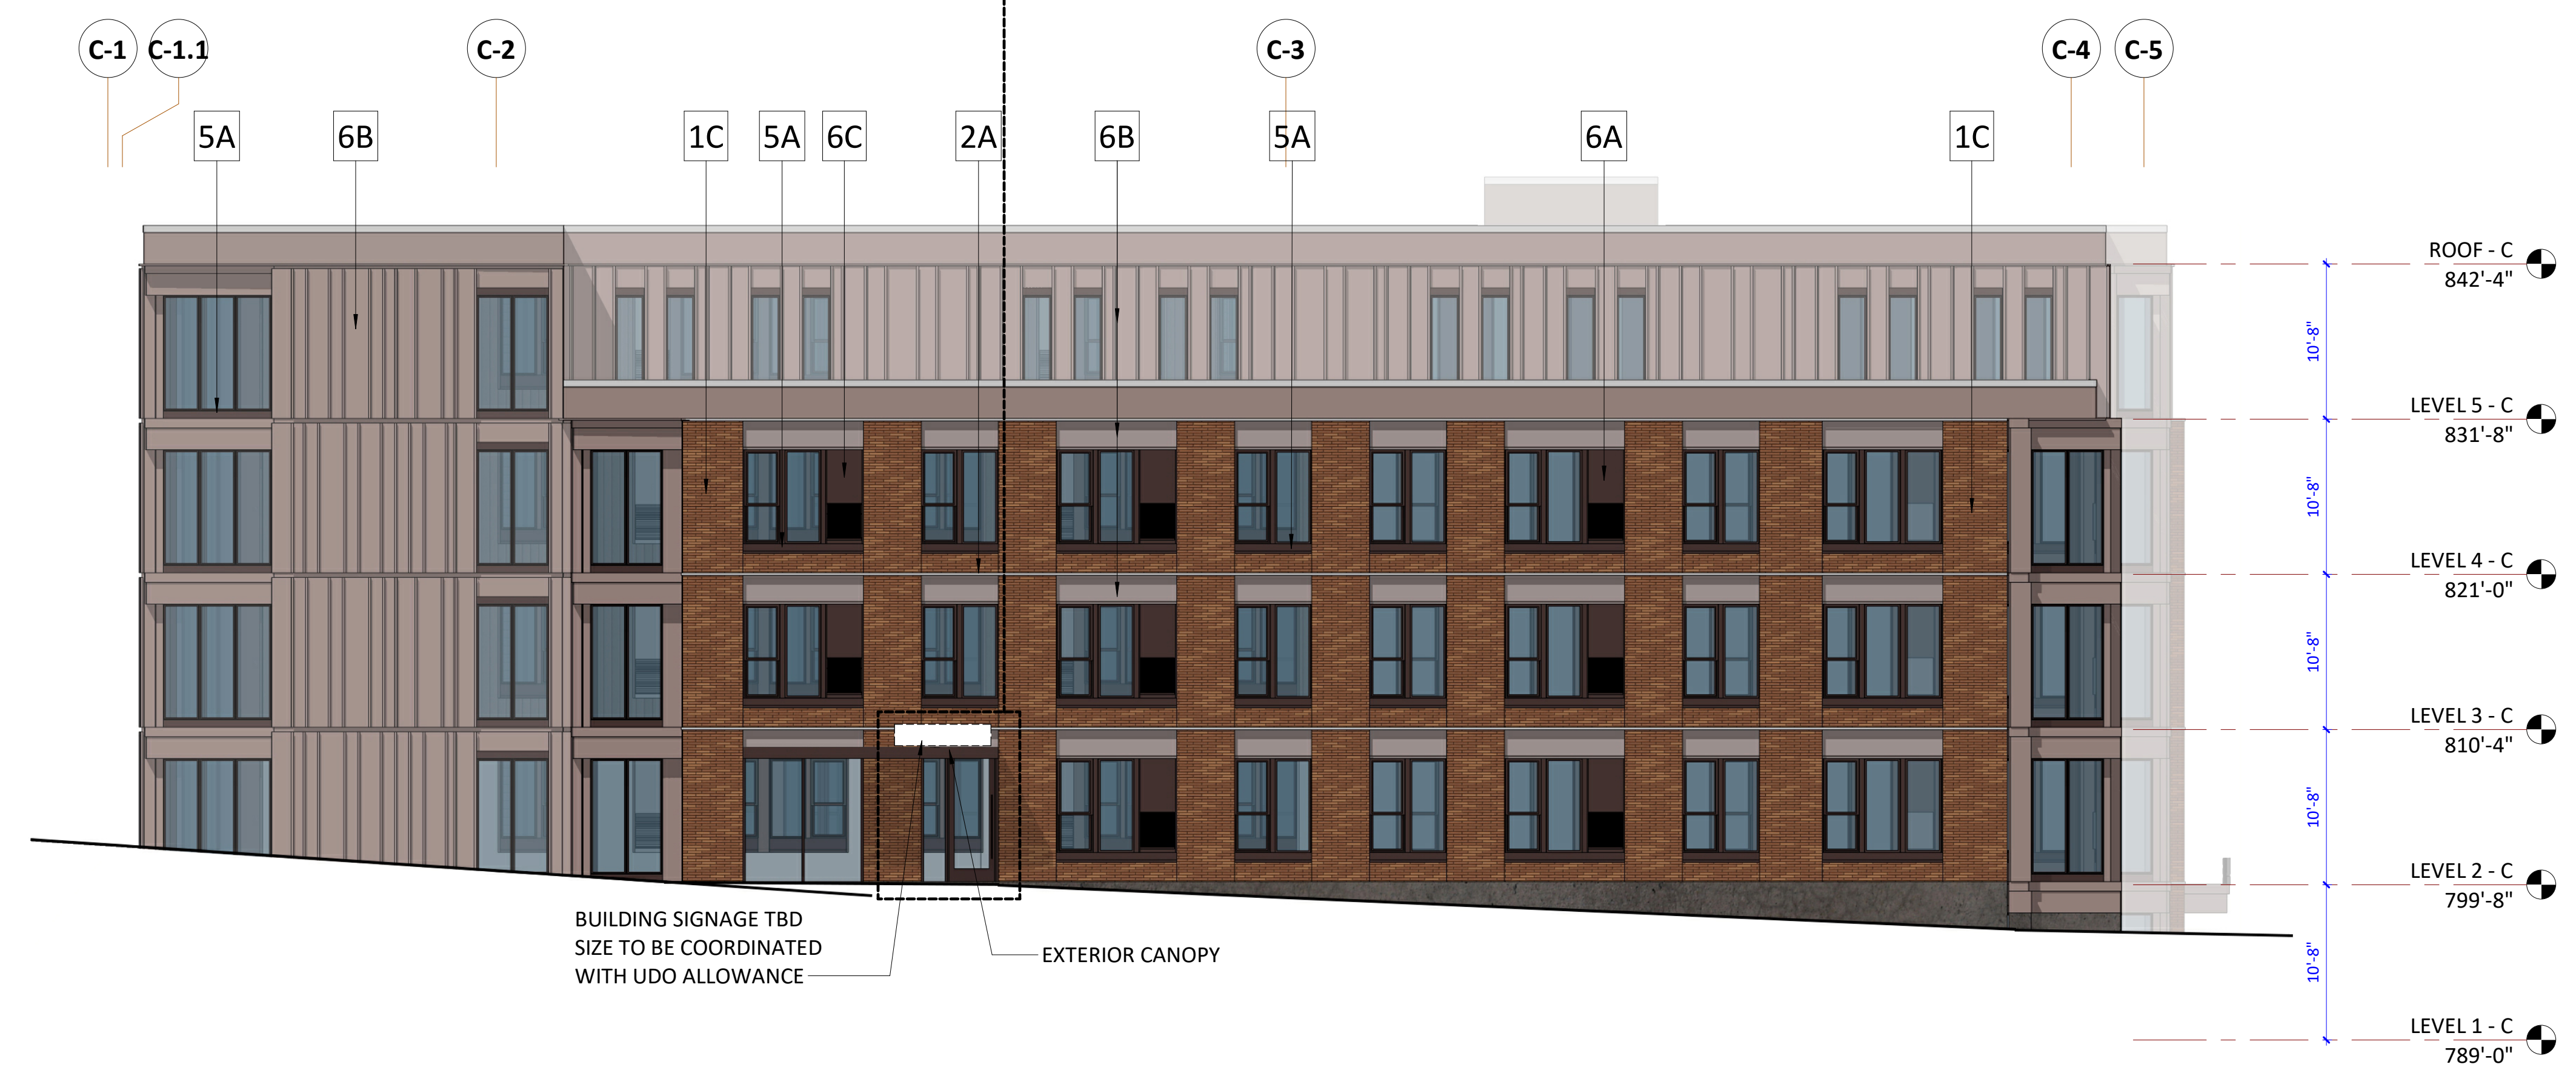 C-1
C-1.1
C-2
C-3
C-4
C-5
5A
6B
1C
5A
6C
2A
6B
5A
6A
1C
ROOF - C
842'-4"
10'-8"
LEVEL 5 - C
831'-8"
10'-8"
LEVEL 4 - C
821'-0"
10'-8"
LEVEL 3 - C
810'-4"
10'-8"
LEVEL 2 - C
799'-8"
10'-8"
LEVEL 1 - C
789'-0"
BUILDING SIGNAGE TBD
SIZE TO BE COORDINATED
WITH UDO ALLOWANCE
EXTERIOR CANOPY